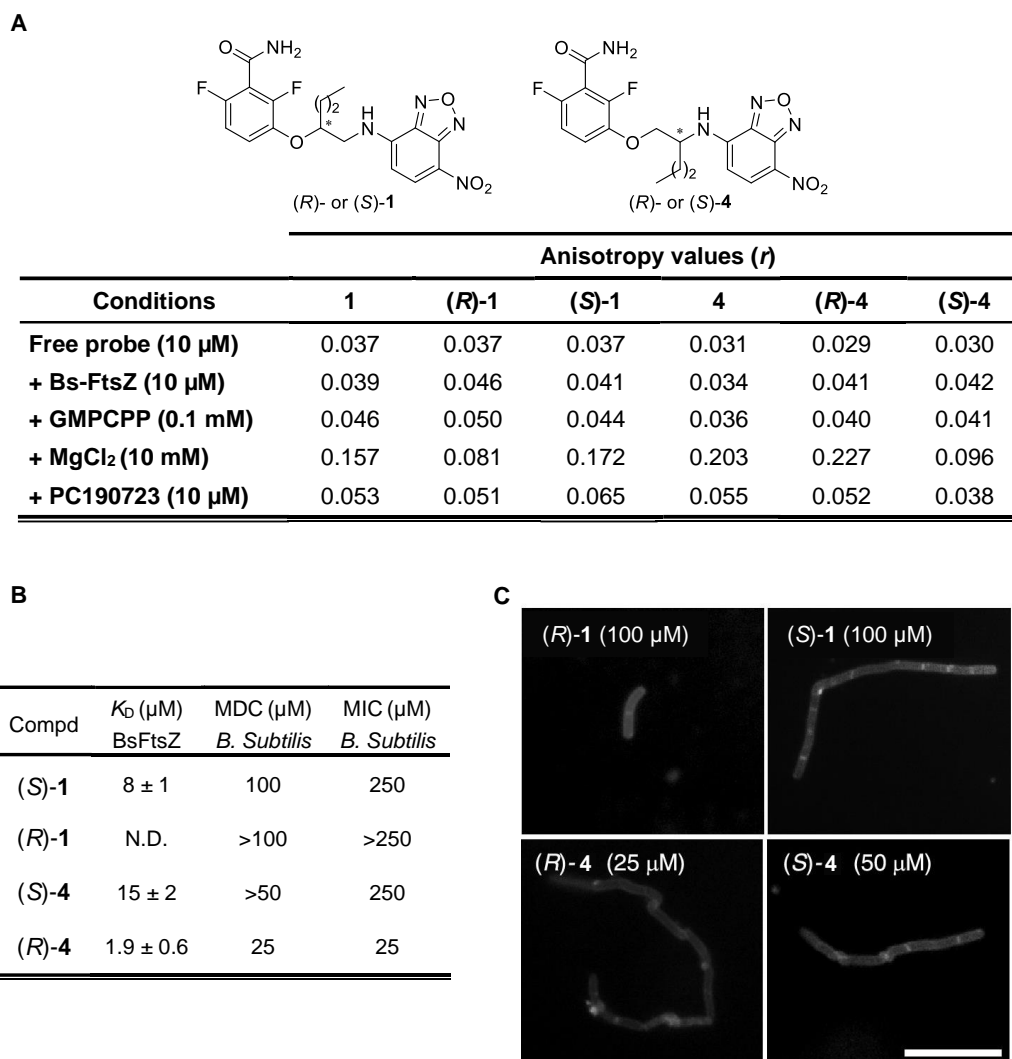 A
O NH2
F F
( )2 H
N O N
O * N
NO2
(R)- or (S)-1
O NH2
F F
* H
N O N
O N
( )2
NO2
(R)- or (S)-4
Anisotropy values (r)
Conditions 1 (R)-1 (S)-1 4 (R)-4 (S)-4
Free probe (10 µM) 0.037 0.037 0.037 0.031 0.029 0.030
+ Bs-FtsZ (10 µM) 0.039 0.046 0.041 0.034 0.041 0.042
+ GMPCPP (0.1 mM) 0.046 0.050 0.044 0.036 0.040 0.041
+ MgCl2 (10 mM) 0.157 0.081 0.172 0.203 0.227 0.096
+ PC190723 (10 µM) 0.053 0.051 0.065 0.055 0.052 0.038
B
Compd KD (µM) MDC (µM) MIC (µM)
BsFtsZ B. Subtilis B. Subtilis
(S)-1 8 ± 1 100 250
(R)-1 N.D. >100 >250
(S)-4 15 ± 2 >50 250
(R)-4 1.9 ± 0.6 25 25
C
(R)-1 (100 µM)
(S)-1 (100 µM)
(R)-4 (25 µM)
(S)-4 (50 µM)